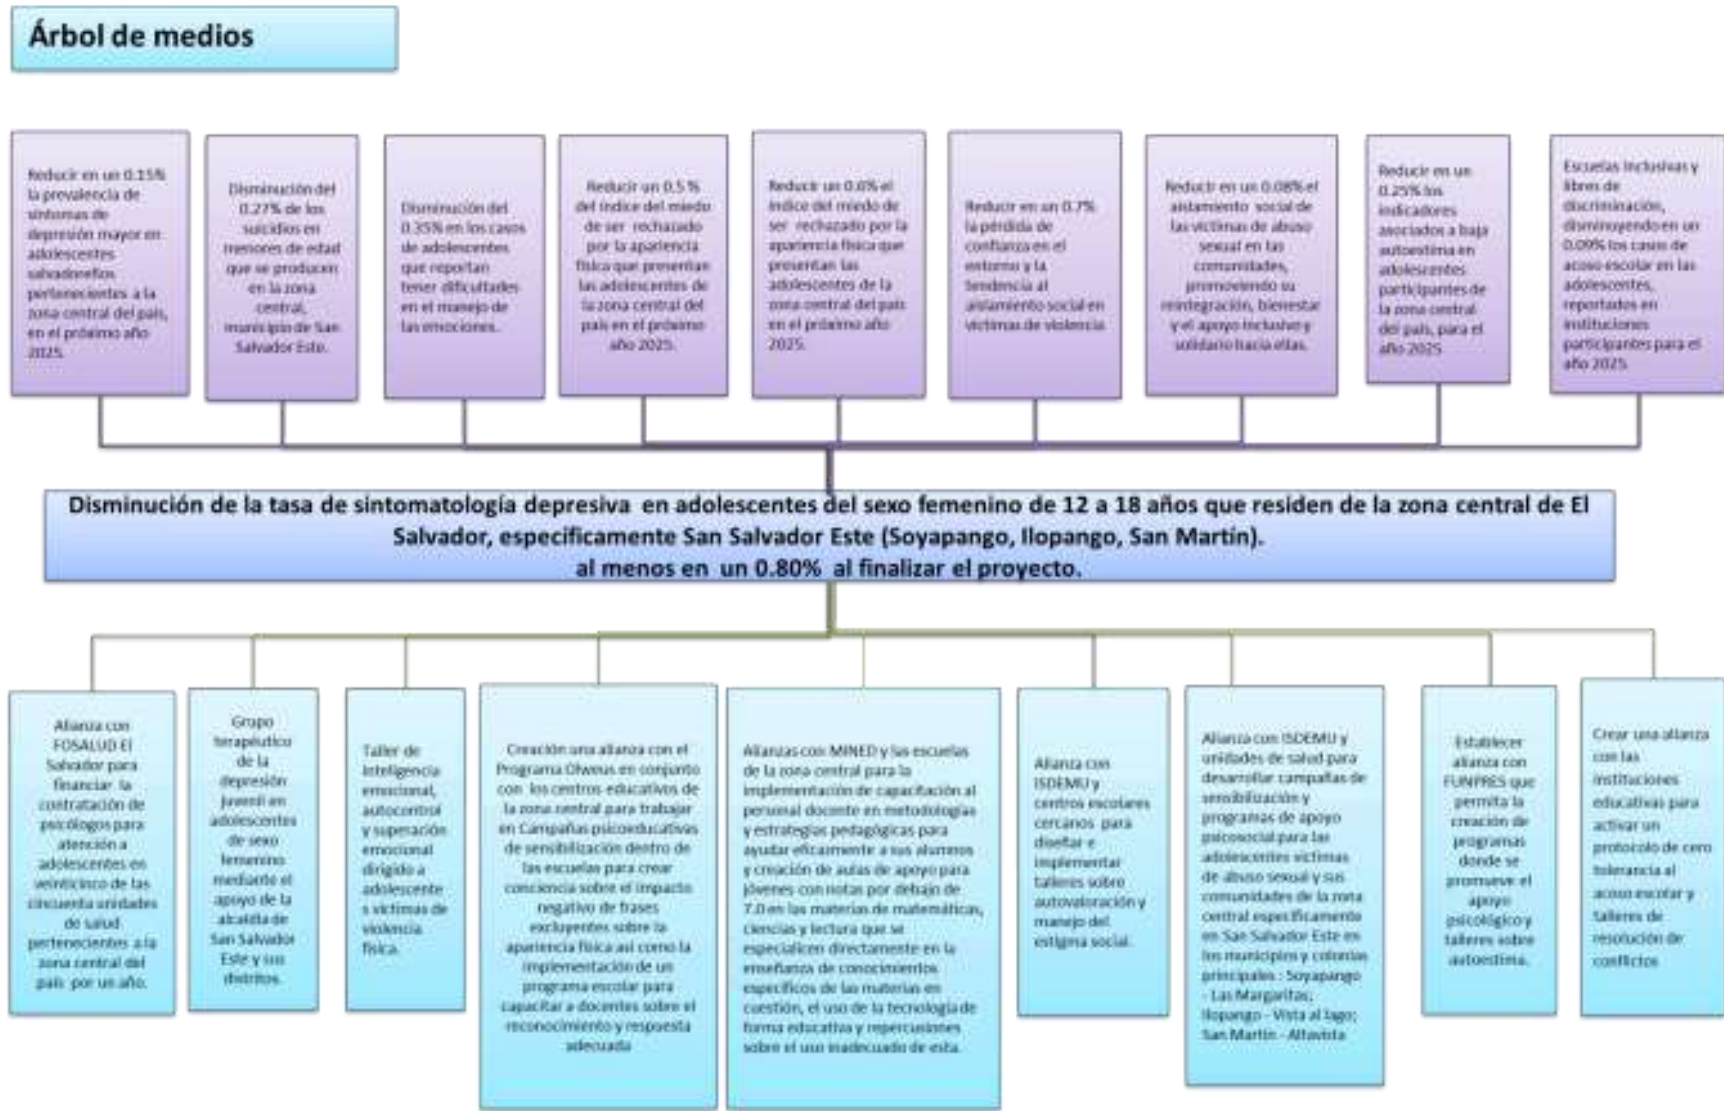 Árbol de medios
Reducir en un 0.15%
la prevalencia de
síntomas de
depresión mayor en
adolescentes
salvadoreños
pertenecientes a la
zona central del país,
en el próximo año
2025.
Disminución del
0.27% de los
suicidios en
menores de edad
que se producen
en la zona
central,
municipio de San
Salvador Este.
Disminución del
0.35% en los casos
de adolescentes
que reportan
tener dificultades
en el manejo de
las emociones.
Reducir un 0.5 %
del índice del miedo
de ser rechazado
por la apariencia
física que presentan
las adolescentes de
la zona central del
país en el próximo
año 2025.
Reducir un 0.6% el
índice del miedo de
ser rechazado por la
apariencia física que
presentan las
adolescentes de la
zona central del país
en el próximo año
2025.
Reducir en un 0.7%
la pérdida de
confianza en el
entorno y la
tendencia al
aislamiento social en
víctimas de violencia
Reducir en un 0.08% el
aislamiento social de
las víctimas de abuso
sexual en las
comunidades,
promoviendo su
reintegración, bienestar
y el apoyo inclusivo y
solidario hacia ellas.
Reducir en un
0.25% los
indicadores
asociados a baja
autoestima en
adolescentes
participantes de
la zona central
del país, para el
año 2025
Escuelas inclusivas y
libres de
discriminación,
disminuyendo en un
0.09% los casos de
acoso escolar en las
adolescentes,
reportados en
instituciones
participantes para el
año 2025
Disminución de la tasa de sintomatología depresiva en adolescentes del sexo femenino de 12 a 18 años que residen de la zona central de El
Salvador, específicamente San Salvador Este (Soyapango, Ilopango, San Martín).
al menos en un 0.80% al finalizar el proyecto.
Alianza con
FOSALUD El
Salvador para
financiar la
contratación de
psicólogos para
atención a
adolescentes en
veinticinco de las
cincuenta unidades
de salud
pertenecientes a la
zona central del
país por un año.
Grupo
terapéutico
de la
depresión
juvenil en
adolescentes
de sexo
femenino
mediante el
apoyo de la
alcaldía de
San Salvador
Este y sus
distritos.
Taller de
inteligencia
emocional,
autocontrol
y superación
emocional
dirigido a
adolescente
s víctimas de
violencia
física.
Creación una alianza con el
Programa Olweus en conjunto
con los centros educativos de
la zona central para trabajar
en Campañas psicoeducativas
de sensibilización dentro de
las escuelas para crear
conciencia sobre el impacto
negativo de frases
excluyentes sobre la
apariencia física así como la
implementación de un
programa escolar para
capacitar a docentes sobre el
reconocimiento y respuesta
adecuada
Alianzas con MINED y las escuelas
de la zona central para la
implementación de capacitación al
personal docente en metodologías
y estrategias pedagógicas para
ayudar eficazmente a sus alumnos
y creación de aulas de apoyo para
jóvenes con notas por debajo de
7.0 en las materias de matemáticas,
ciencias y lectura que se
especialicen directamente en la
enseñanza de conocimientos
específicos de las materias en
cuestión, el uso de la tecnología de
forma educativa y repercusiones
sobre el uso inadecuado de esta.
Alianza con
ISDEMU y
centros escolares
cercanos para
diseñar e
implementar
talleres sobre
autovaloración y
manejo del
estigma social.
Alianza con ISDEMU y
unidades de salud para
desarrollar campañas de
sensibilización y
programas de apoyo
psicosocial para las
adolescentes víctimas
de abuso sexual y sus
comunidades de la zona
central específicamente
en San Salvador Este en
los municipios y colonias
principales : Soyapango
- Las Margaritas;
Ilopango - Vista al lago;
San Martín - Altavista
Establecer
alianza con
FUNPRES que
permita la
creación de
programas
donde se
promueve el
apoyo
psicológico y
talleres sobre
autoestima.
Crear una alianza
con las
instituciones
educativas para
activar un
protocolo de cero
tolerancia al
acoso escolar y
talleres de
resolución de
conflictos